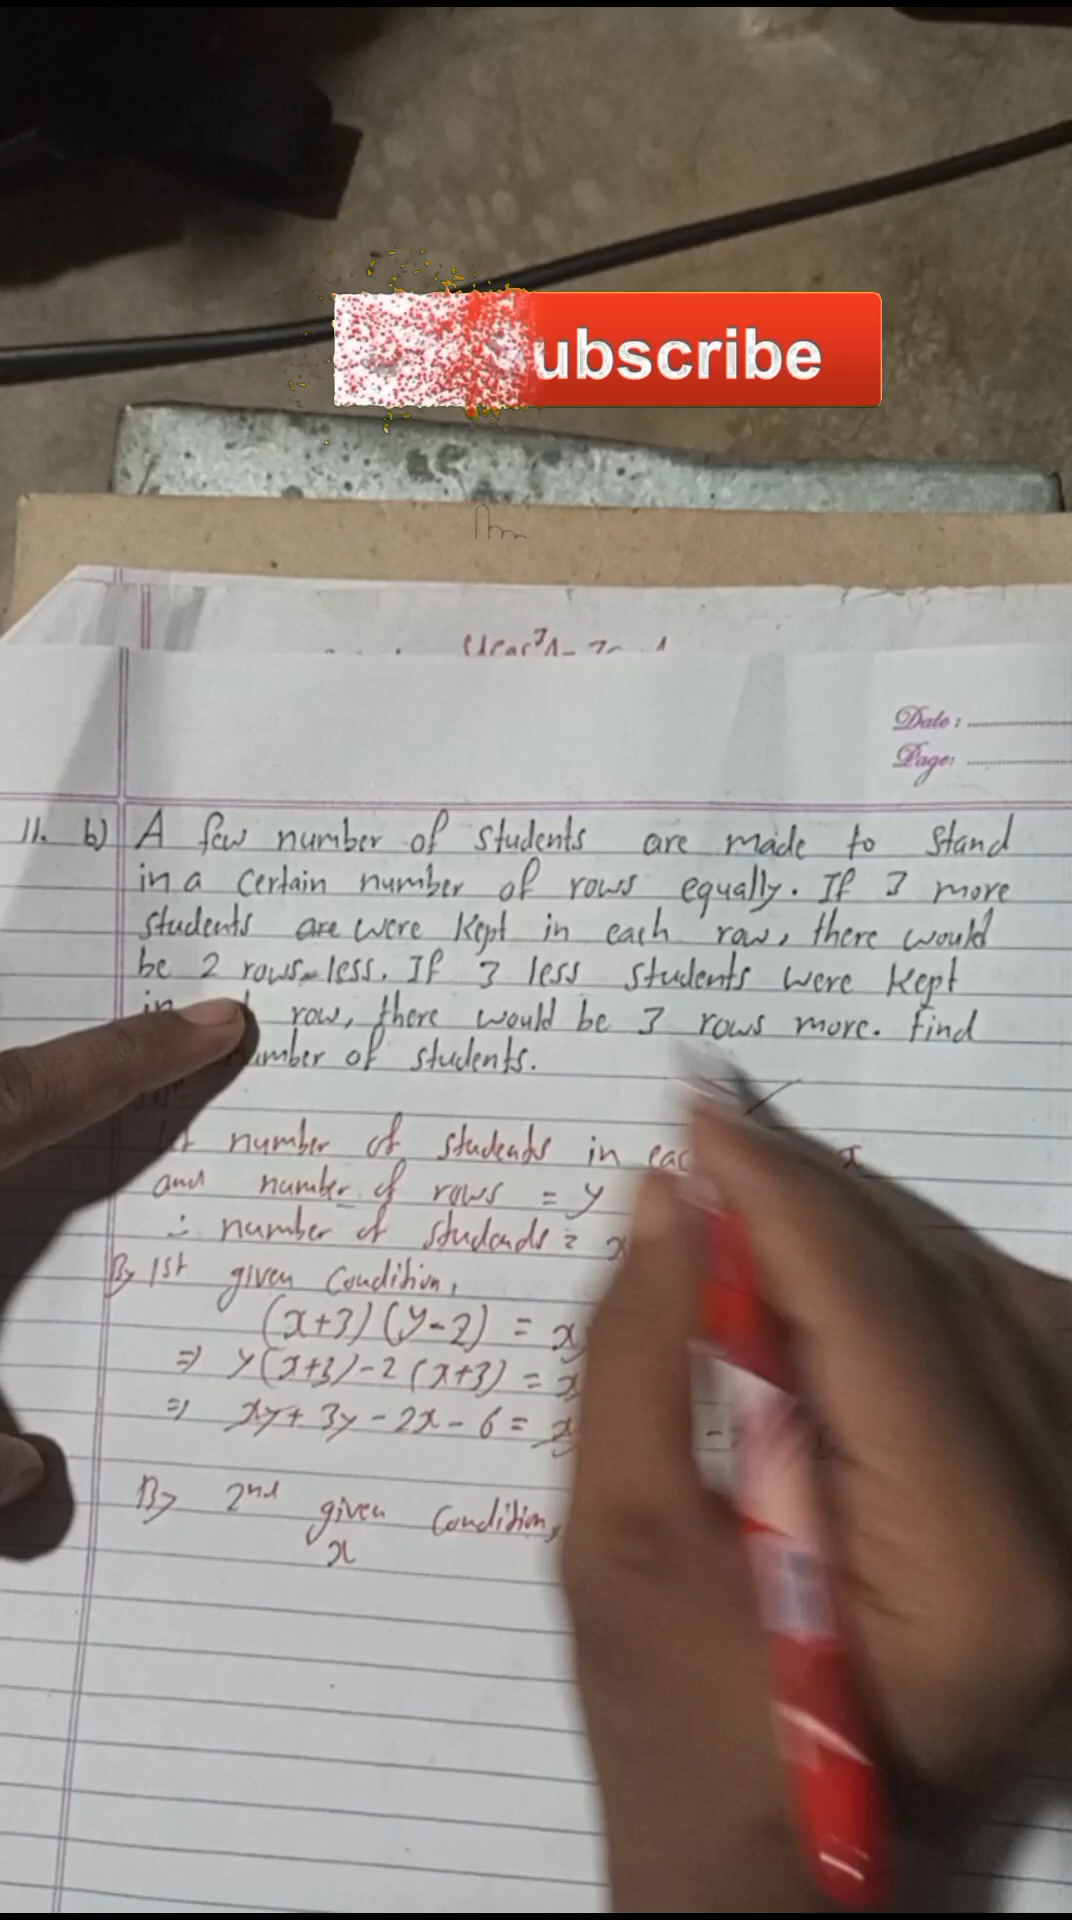 ubscribe
Date:
Page:
11. b) A few number of students are made to stand
in a certain number of rows equally. If 3 more
students are were kept in each row, there would
be 2 rows less. If 3 less students were kept
in row, there would be 3 rows more. Find
number of students.
number of students in each x
and number of rows = y
∴ number of students = x
By 1st given condition,
(x+3) (y-2) = x
⇒ y(x+3)-2(x+3) = x
⇒ xy+3y-2x-6 = x
By 2nd given condition,
x